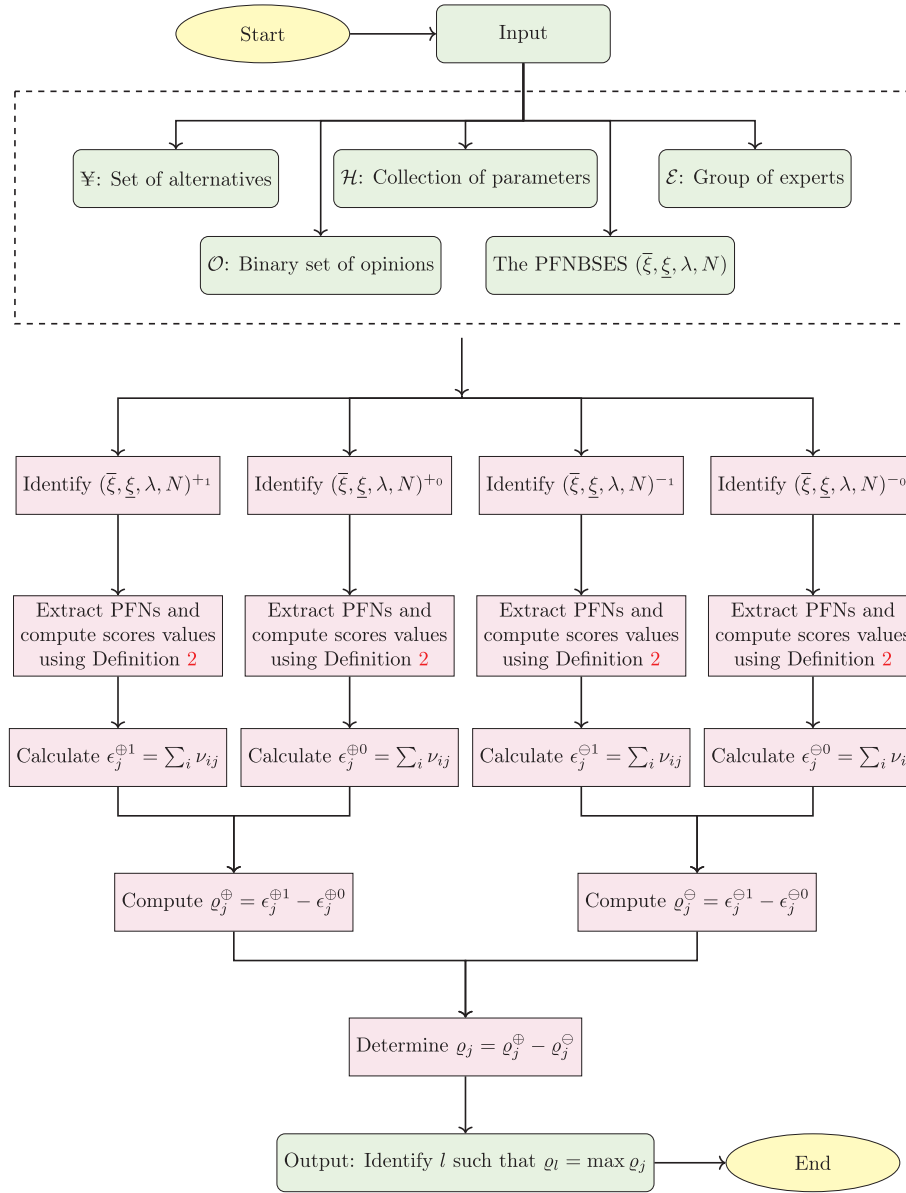 Start
Input
¥: Set of alternatives
ℋ: Collection of parameters
ℰ: Group of experts
𝒪: Binary set of opinions
The PFNBSES (ξ̅, ξ̲, λ, N)
Identify (ξ̅, ξ̲, λ, N)⁺¹
Identify (ξ̅, ξ̲, λ, N)⁺⁰
Identify (ξ̅, ξ̲, λ, N)⁻¹
Identify (ξ̅, ξ̲, λ, N)⁻⁰
Extract PFNs and
compute scores values
using Definition 2
Extract PFNs and
compute scores values
using Definition 2
Extract PFNs and
compute scores values
using Definition 2
Extract PFNs and
compute scores values
using Definition 2
Calculate ϵ_j^{⊕1} = ∑_i ν_{ij}
Calculate ϵ_j^{⊕0} = ∑_i ν_{ij}
Calculate ϵ_j^{⊖1} = ∑_i ν_{ij}
Calculate ϵ_j^{⊖0} = ∑_i ν_i
Compute ϱ_j^⊕ = ϵ_j^{⊕1} − ϵ_j^{⊕0}
Compute ϱ_j^⊖ = ϵ_j^{⊖1} − ϵ_j^{⊖0}
Determine ϱ_j = ϱ_j^⊕ − ϱ_j^⊖
Output: Identify l such that ϱ_l = max ϱ_j
End